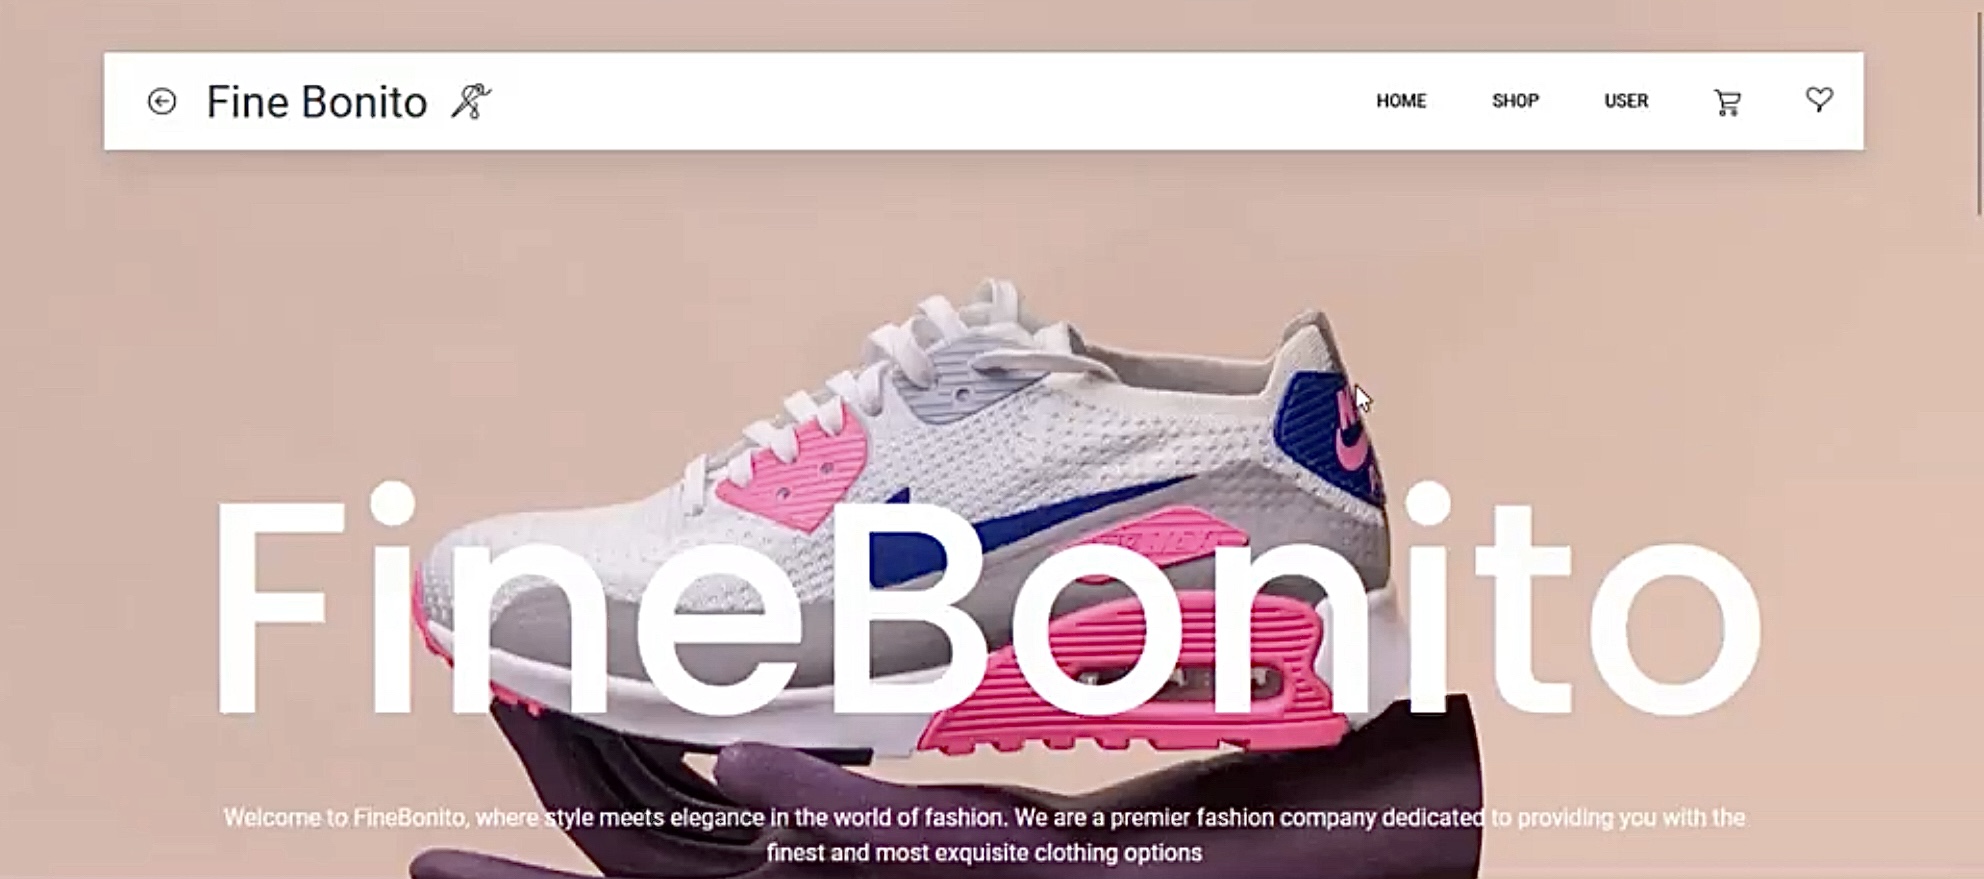 Fine Bonito
HOME SHOP USER
FineBonito
Welcome to FineBonito, where style meets elegance in the world of fashion. We are a premier fashion company dedicated to providing you with the
finest and most exquisite clothing options